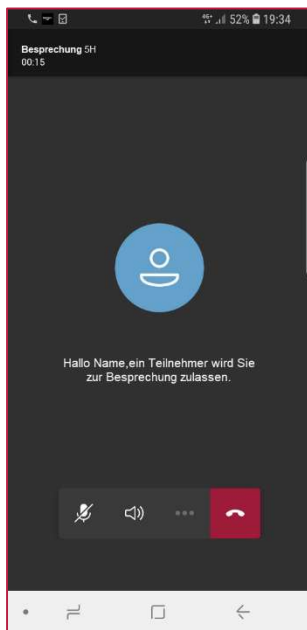 52% 19:34
Besprechung 5H
00:15
Hallo Name,ein Teilnehmer wird Sie
zur Besprechung zulassen.